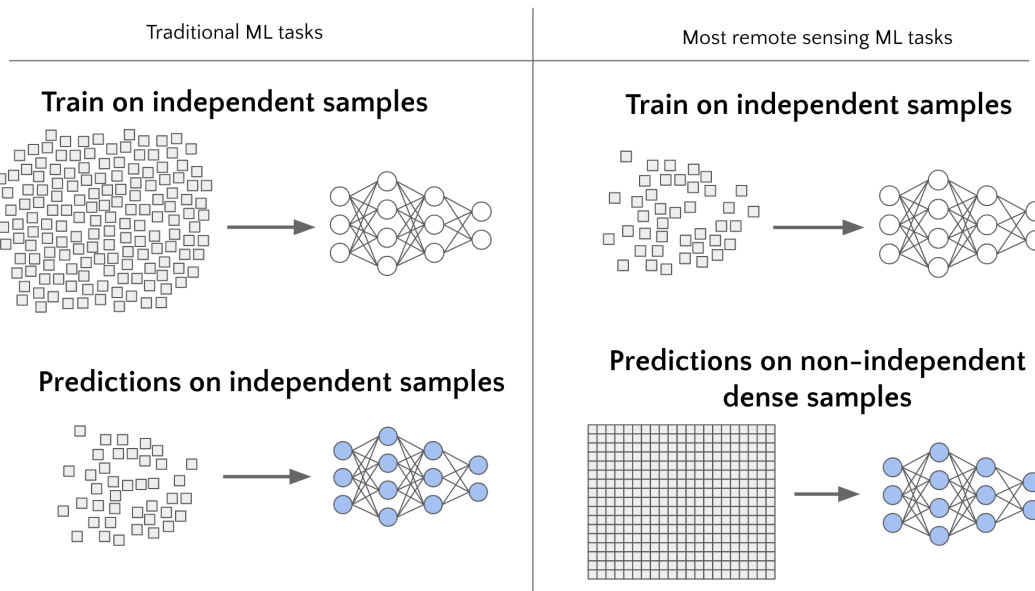 Traditional ML tasks
Most remote sensing ML tasks
Train on independent samples
Train on independent samples
Predictions on independent samples
Predictions on non-independent
dense samples